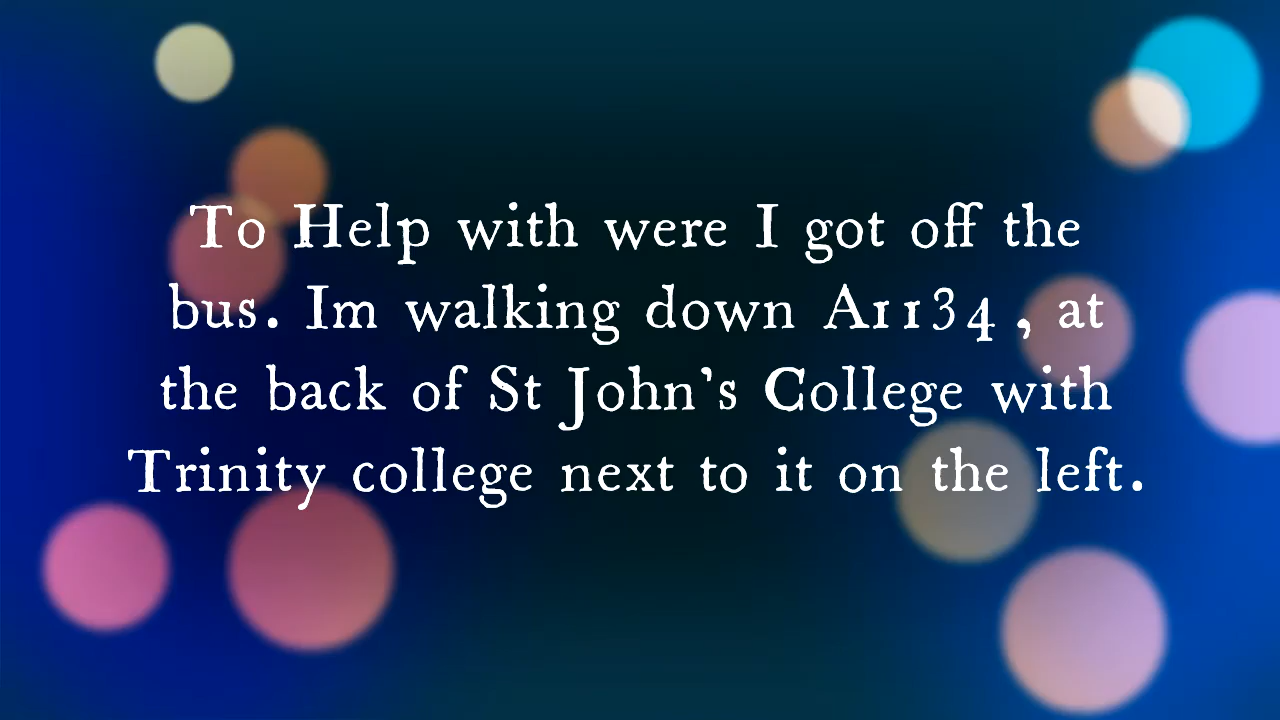 To Help with were I got off the
bus. Im walking down A1134 , at
the back of St John's College with
Trinity college next to it on the left.